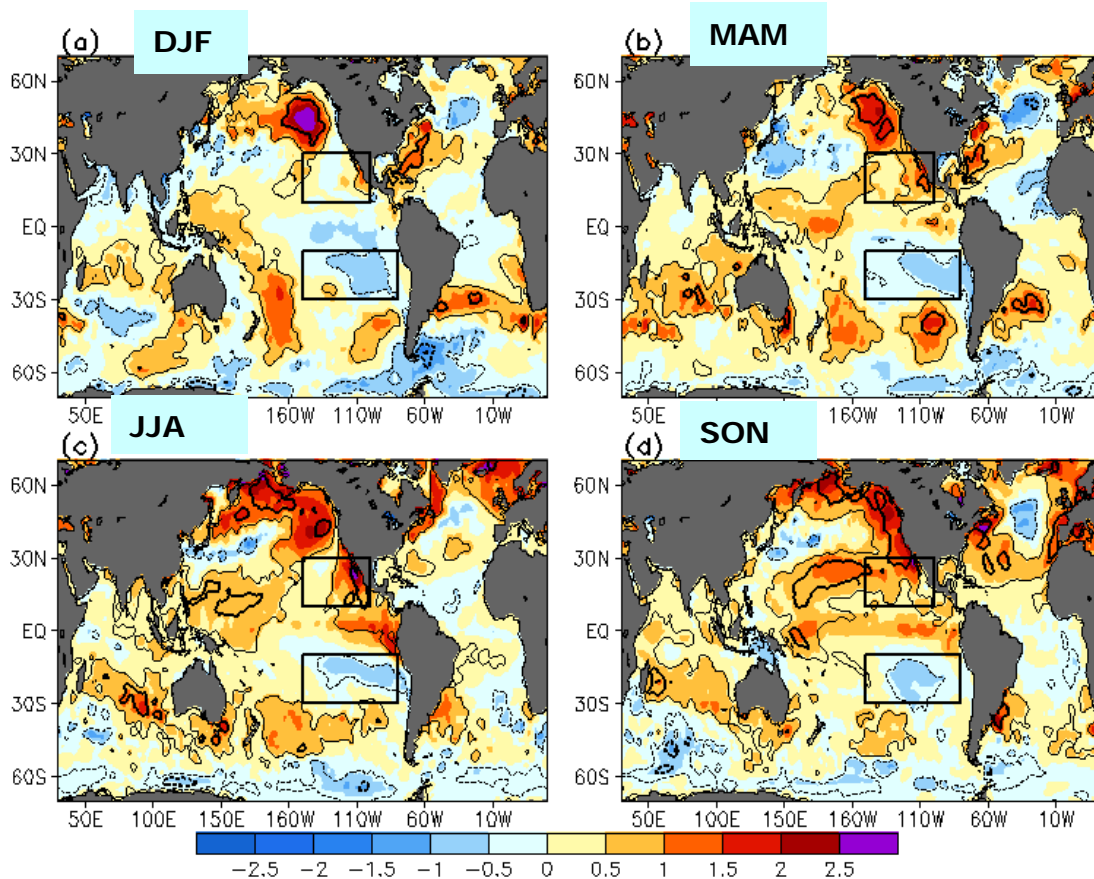 (a) DJF
(b) MAM
60N
30N
EQ
30S
60S
50E 100E 160W 110W 60W 10W
60N
30N
EQ
30S
60S
50E 100E 150E 160W 110W 60W 10W
(c) JJA
(d) SON
60N
30N
EQ
30S
60S
50E 100E 150E 160W 110W 60W 10W
60N
30N
EQ
30S
60S
50E 100E 150E 160W 110W 60W 10W
-2.5 -2 -1.5 -1 -0.5 0 0.5 1 1.5 2 2.5